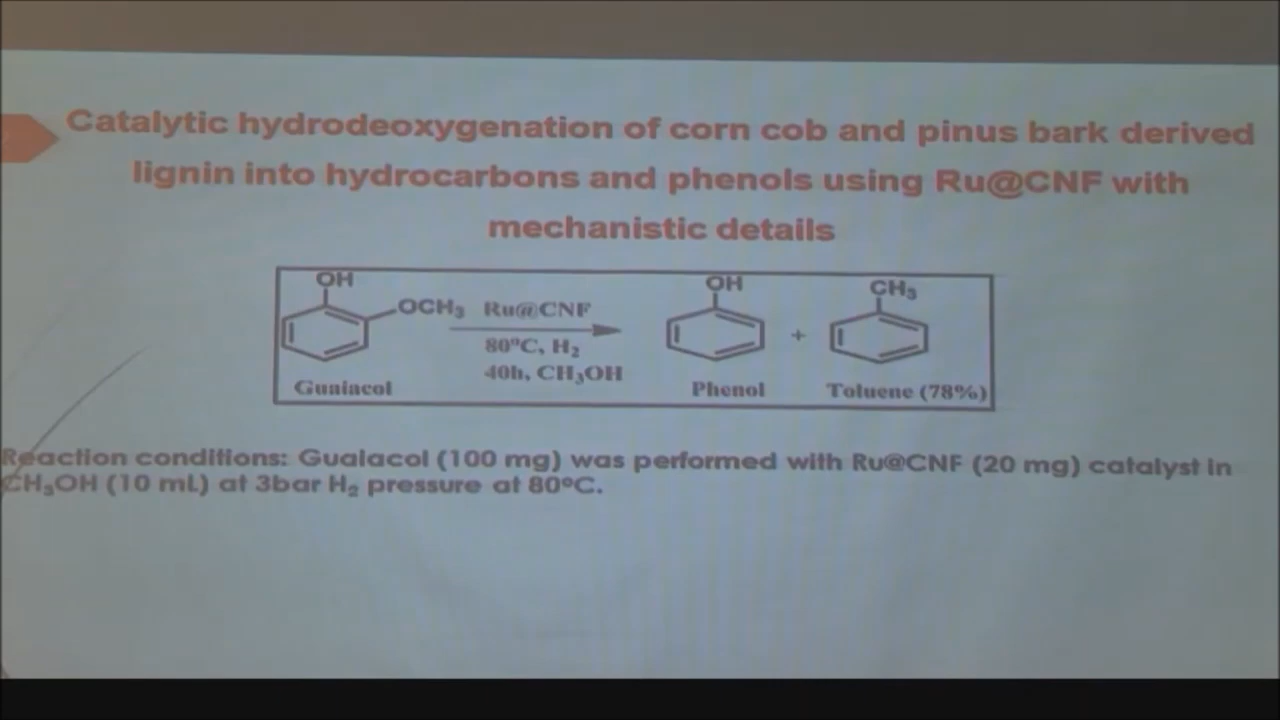 Catalytic hydrodeoxygenation of corn cob and pinus bark derived
lignin into hydrocarbons and phenols using Ru@CNF with
mechanistic details
OH
OCH₃
Ru@CNF
80°C, H₂
40h, CH₃OH
Guaiacol
OH
Phenol
+
CH₃
Toluene (78%)
Reaction conditions: Guaiacol (100 mg) was performed with Ru@CNF (20 mg) catalyst in
CH₃OH (10 mL) at 3bar H₂ pressure at 80°C.